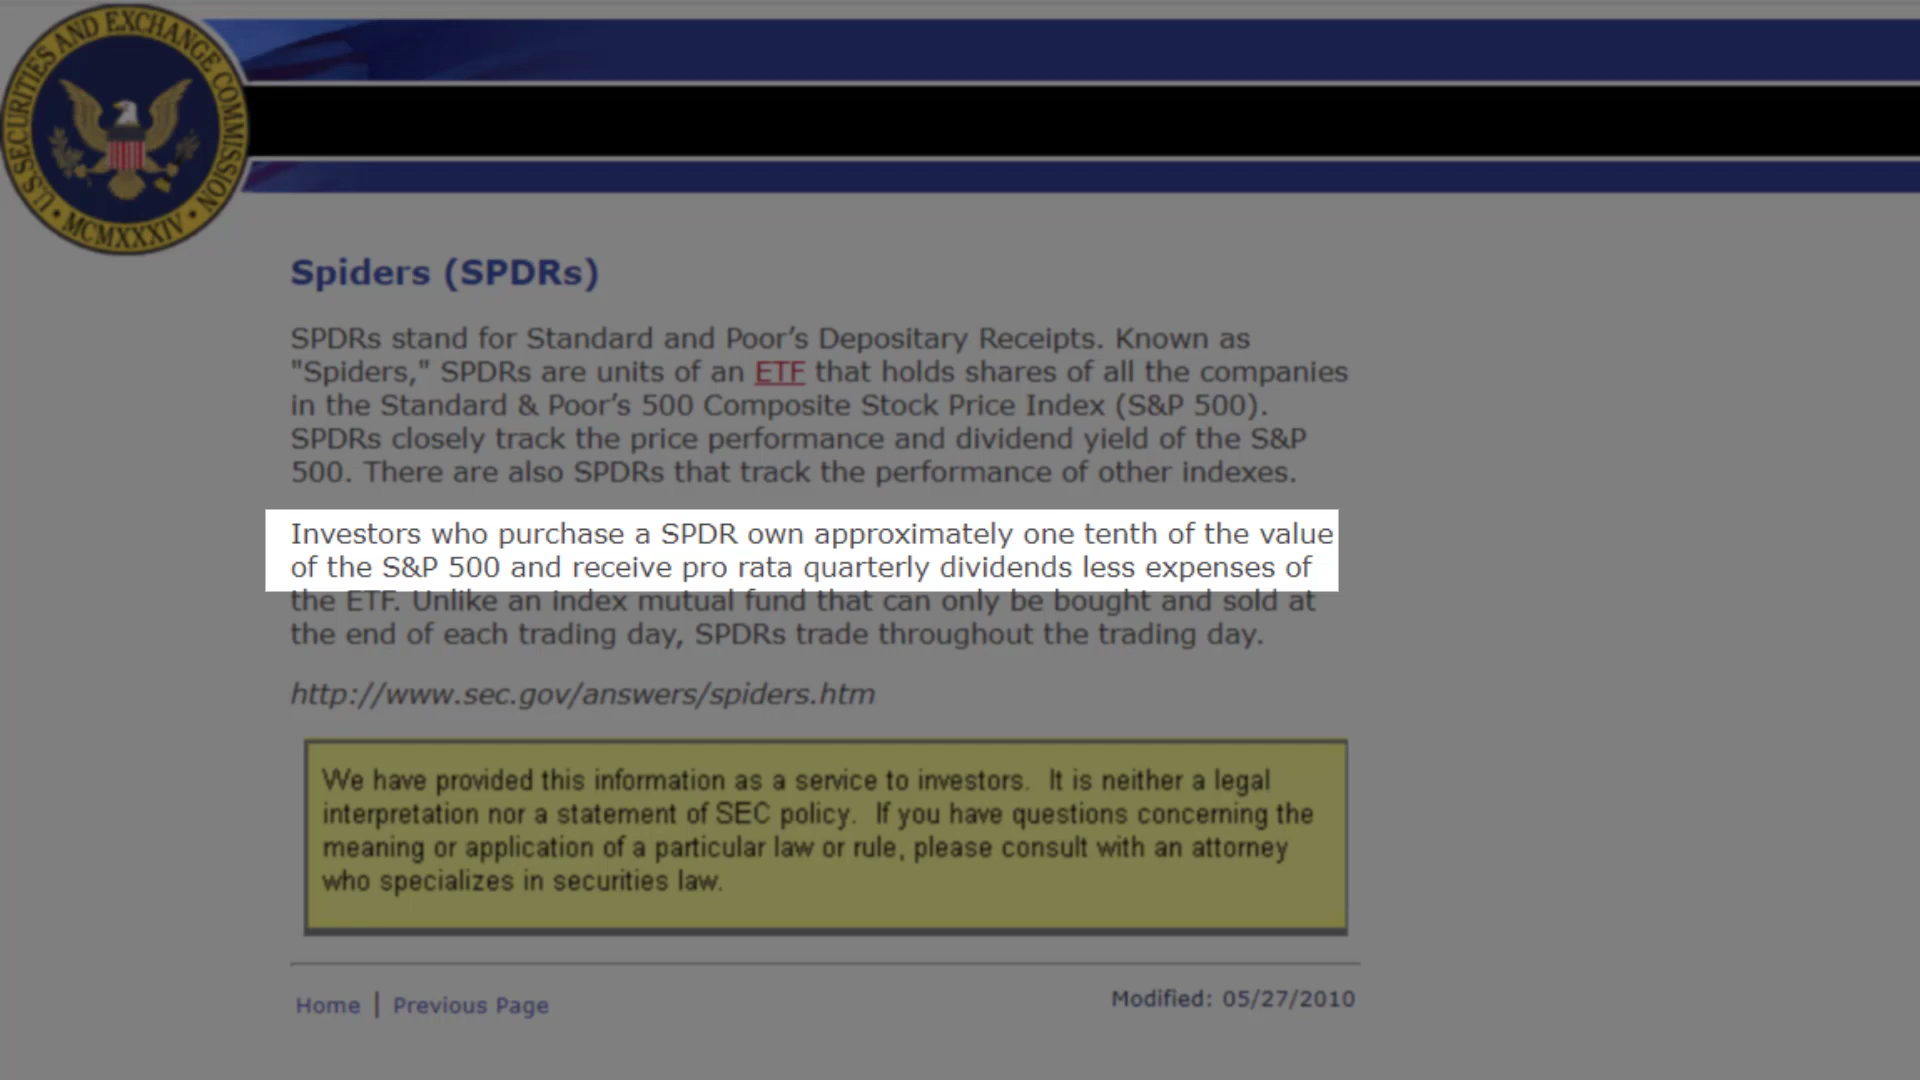 U.S. SECURITIES AND EXCHANGE COMMISSION
MCMXXXIV
Spiders (SPDRs)
SPDRs stand for Standard and Poor’s Depositary Receipts. Known as
"Spiders," SPDRs are units of an ETF that holds shares of all the companies
in the Standard & Poor’s 500 Composite Stock Price Index (S&P 500).
SPDRs closely track the price performance and dividend yield of the S&P
500. There are also SPDRs that track the performance of other indexes.
Investors who purchase a SPDR own approximately one tenth of the value
of the S&P 500 and receive pro rata quarterly dividends less expenses of
the ETF. Unlike an index mutual fund that can only be bought and sold at
the end of each trading day, SPDRs trade throughout the trading day.
http://www.sec.gov/answers/spiders.htm
We have provided this information as a service to investors.  It is neither a legal
interpretation nor a statement of SEC policy.  If you have questions concerning the
meaning or application of a particular law or rule, please consult with an attorney
who specializes in securities law.
Home | Previous Page
Modified: 05/27/2010